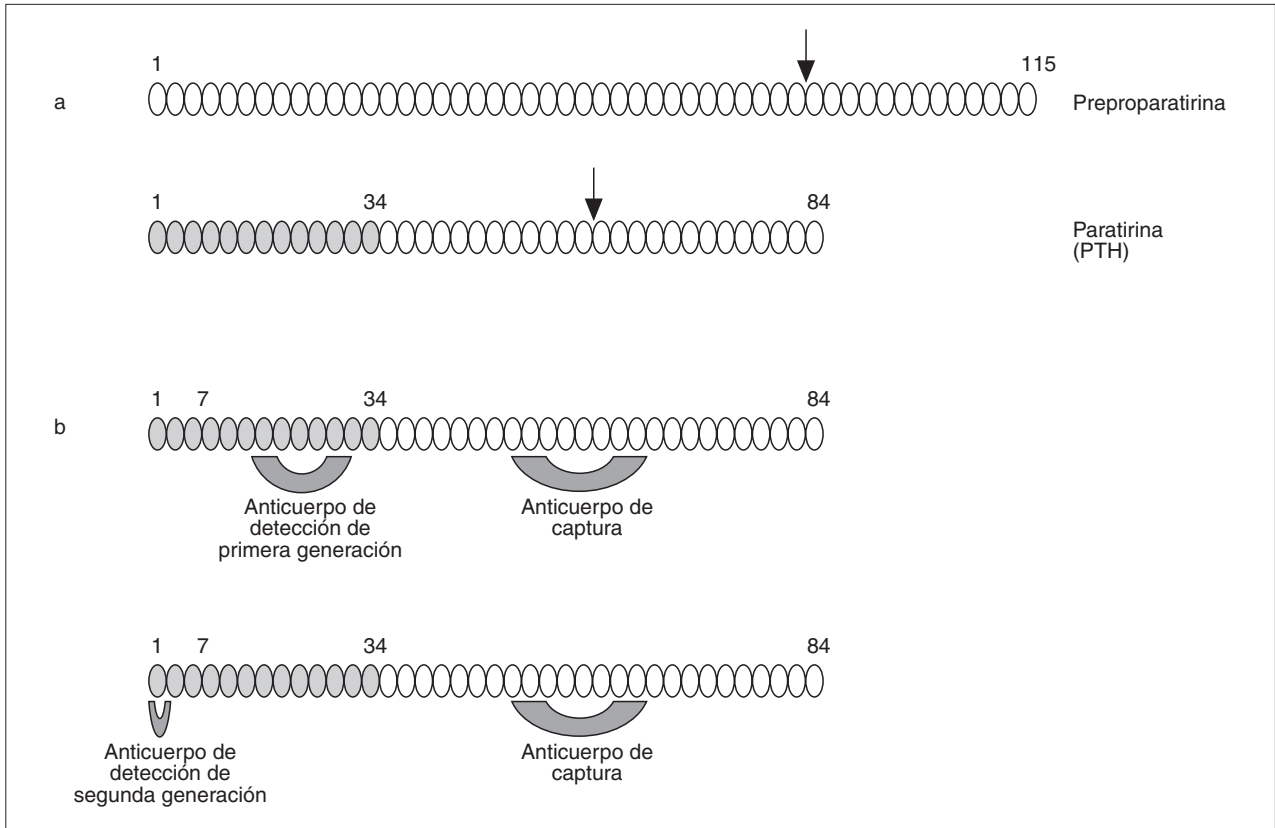 1 115
a Preproparatirina
1 34 84
Paratirina
(PTH)
1 7 34 84
b
Anticuerpo de
detección de
primera generación
Anticuerpo de
captura
1 7 34 84
Anticuerpo de
detección de
segunda generación
Anticuerpo de
captura